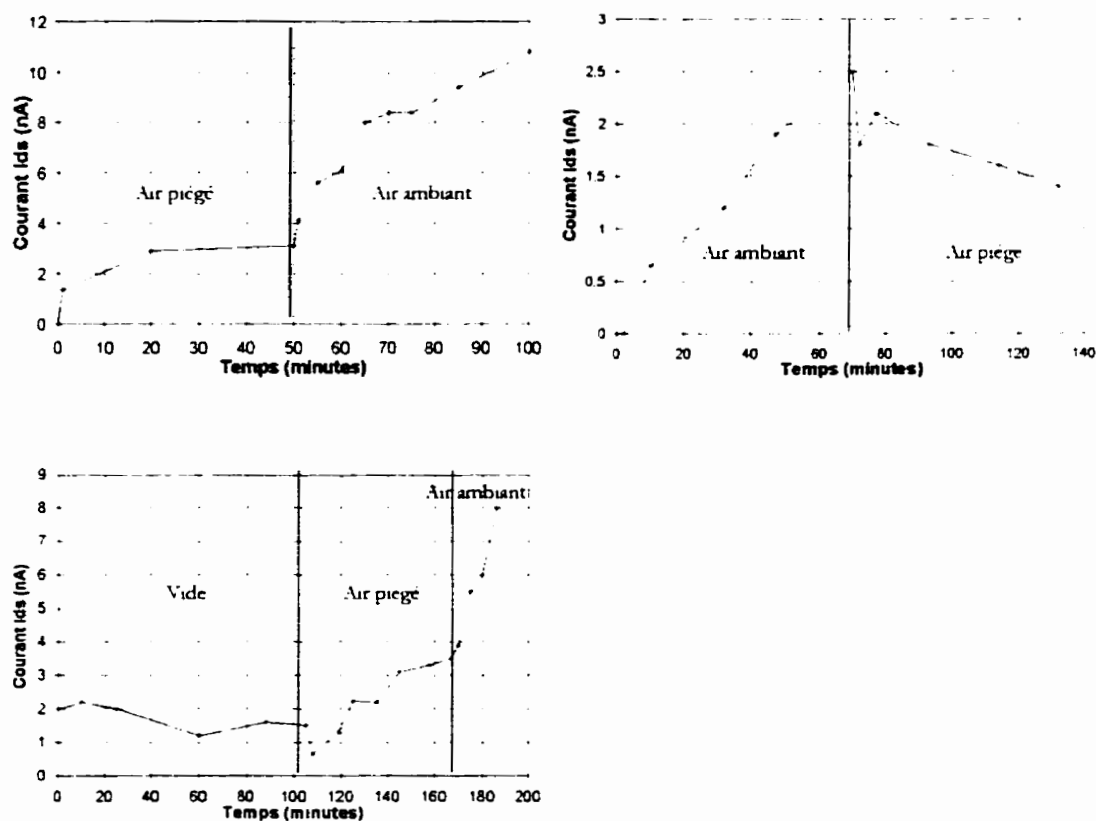 12
10
8
6
4
2
0
Courant Ids (nA)
Air piégé
Air ambiant
0 10 20 30 40 50 60 70 80 90 100
Temps (minutes)
3
2.5
2
1.5
1
0.5
0
Courant Ids (nA)
Air ambiant
Air piégé
0 20 40 60 80 100 120 140
Temps (minutes)
9
8
7
6
5
4
3
2
1
0
Courant Ids (nA)
Air ambiant
Vide
Air piégé
0 20 40 60 80 100 120 140 160 180 200
Temps (minutes)